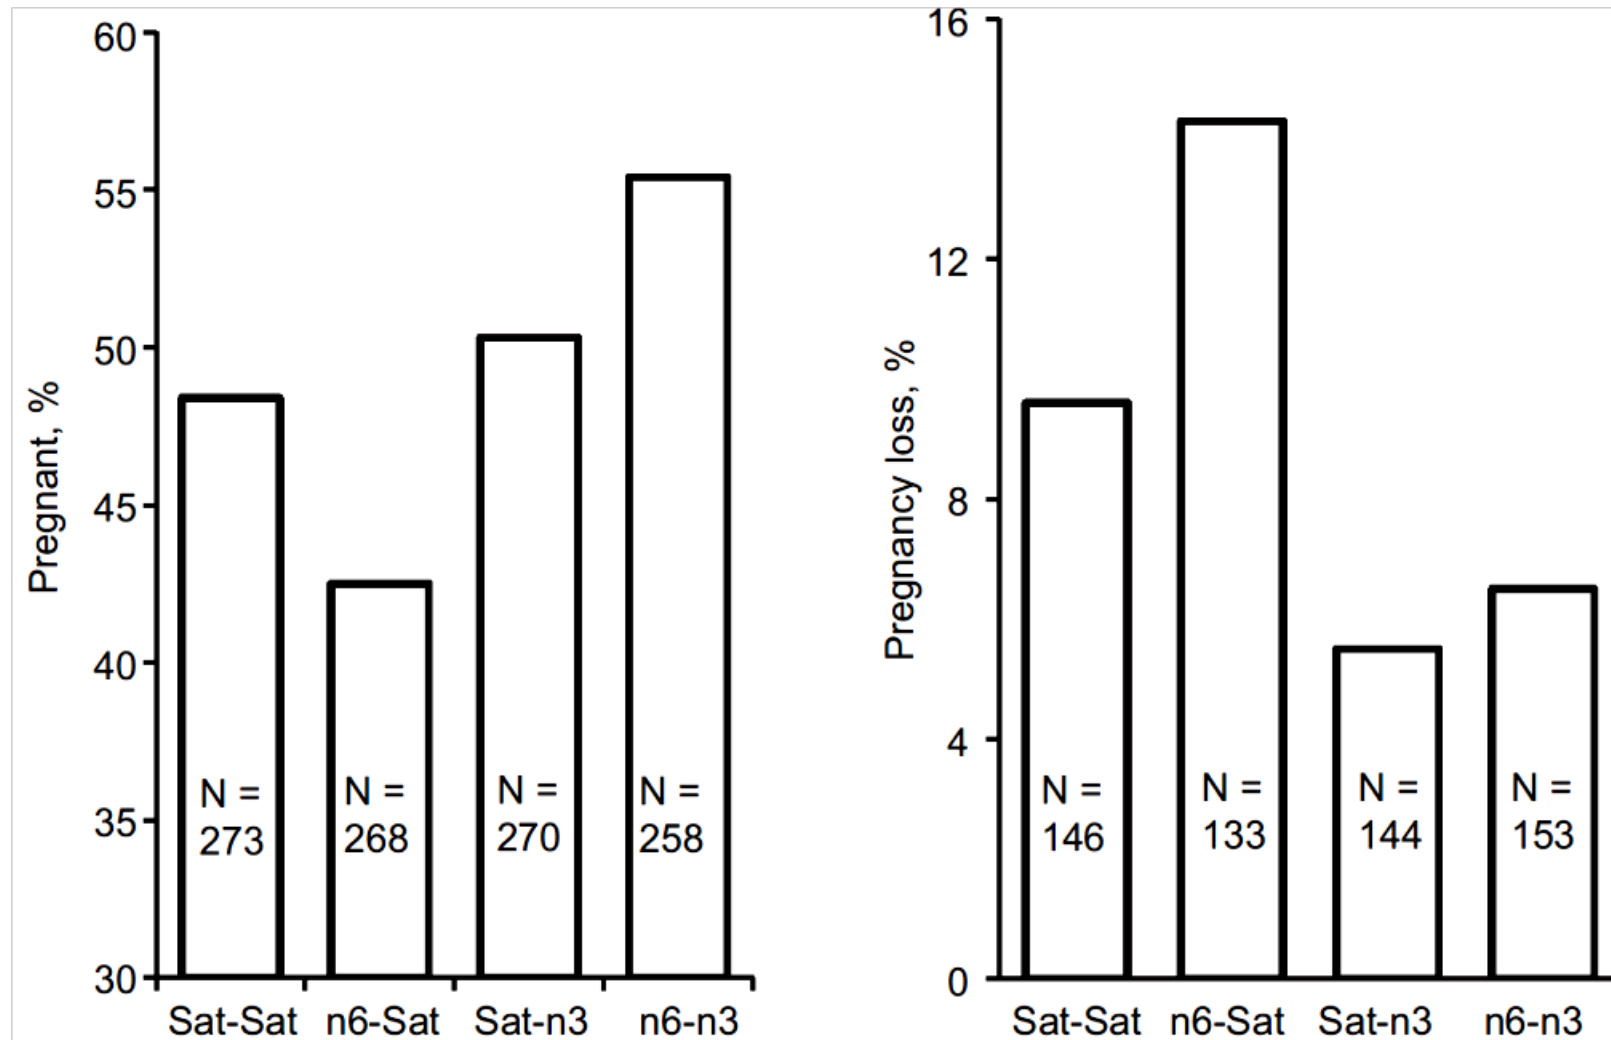 60
55
50
45
40
35
30
Pregnant, %
N =
273
N =
268
N =
270
N =
258
Sat-Sat n6-Sat Sat-n3 n6-n3
16
12
8
4
0
Pregnancy loss, %
N =
146
N =
133
N =
144
N =
153
Sat-Sat n6-Sat Sat-n3 n6-n3